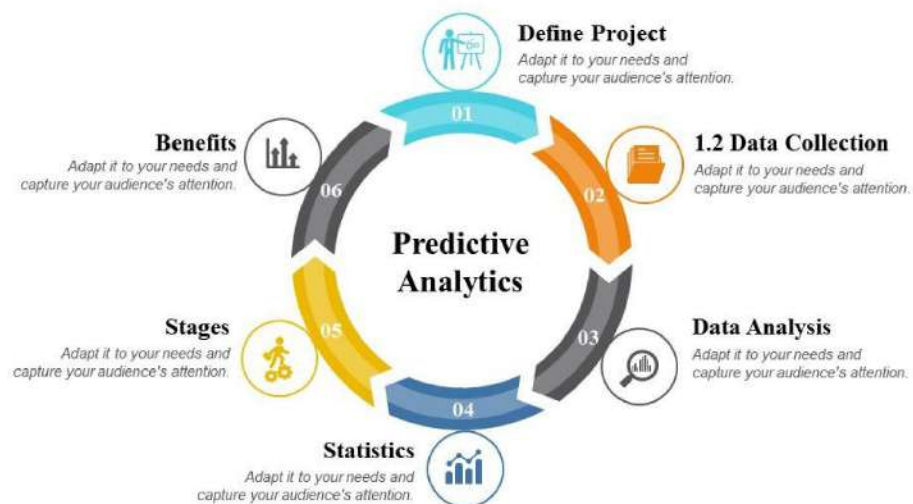 Define Project
Adapt it to your needs and
capture your audience's attention.
01
1.2 Data Collection
Adapt it to your needs and
capture your audience's attention.
02
Data Analysis
Adapt it to your needs and
capture your audience's attention.
03
Statistics
Adapt it to your needs and
capture your audience's attention.
04
Stages
Adapt it to your needs and
capture your audience's attention.
05
Benefits
Adapt it to your needs and
capture your audience's attention.
06
Predictive
Analytics